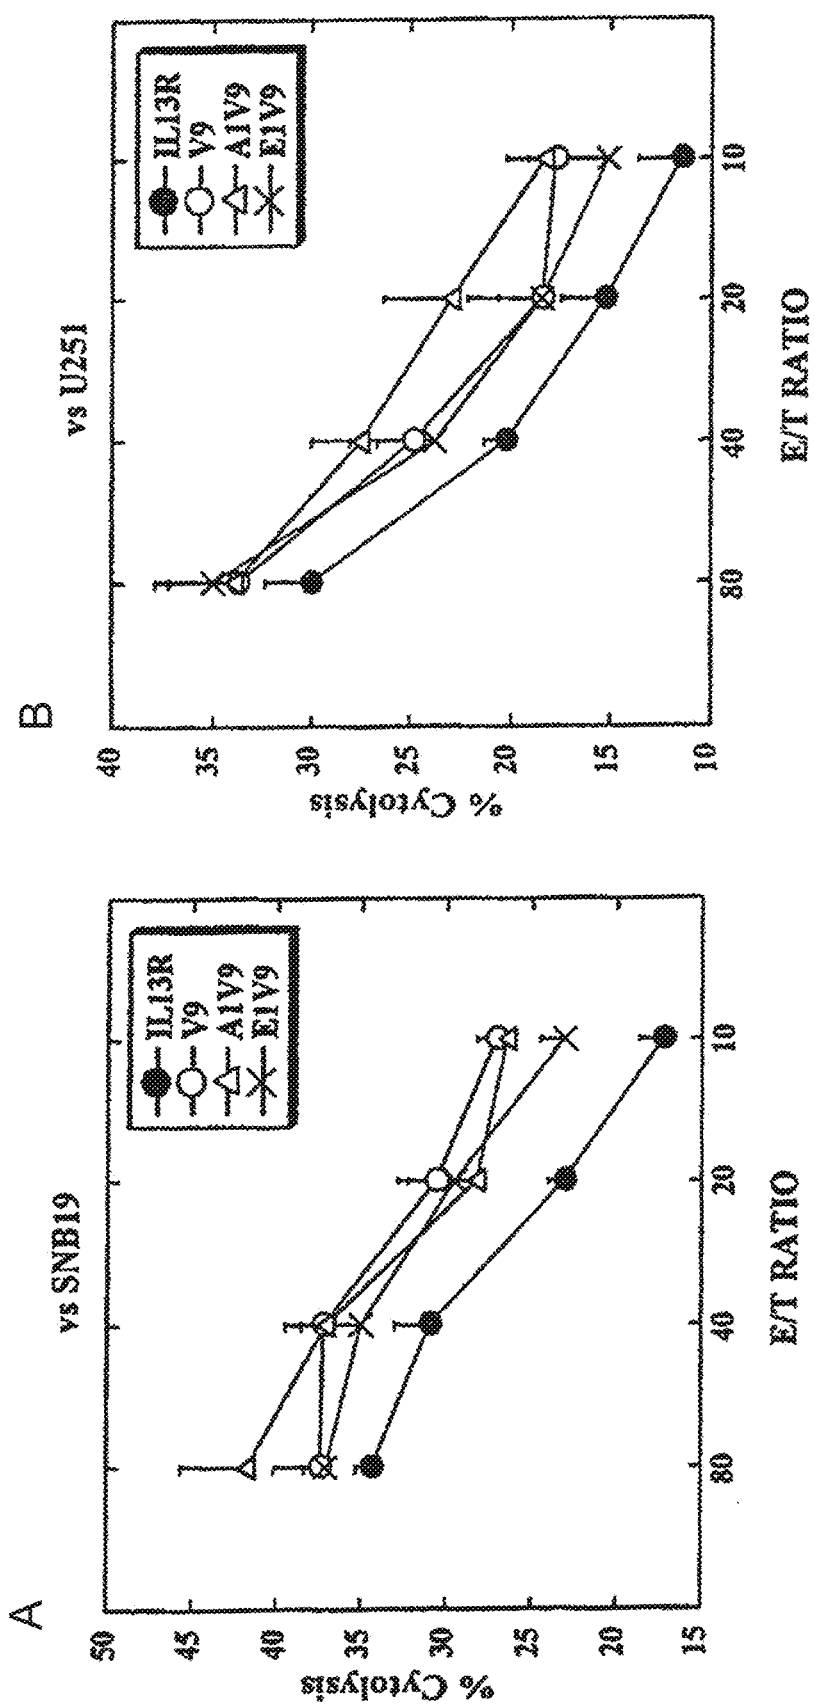 A
vs SNB19
IL13R
V9
A1V9
E1V9
% Cytolysis
50
45
40
35
30
25
20
15
80
40
20
10
E/T RATIO
B
vs U251
IL13R
V9
A1V9
E1V9
% Cytolysis
40
35
30
25
20
15
10
80
40
20
10
E/T RATIO